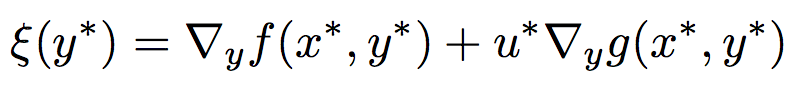 ξ(y*) = ∇_y f(x*, y*) + u*∇_y g(x*, y*)